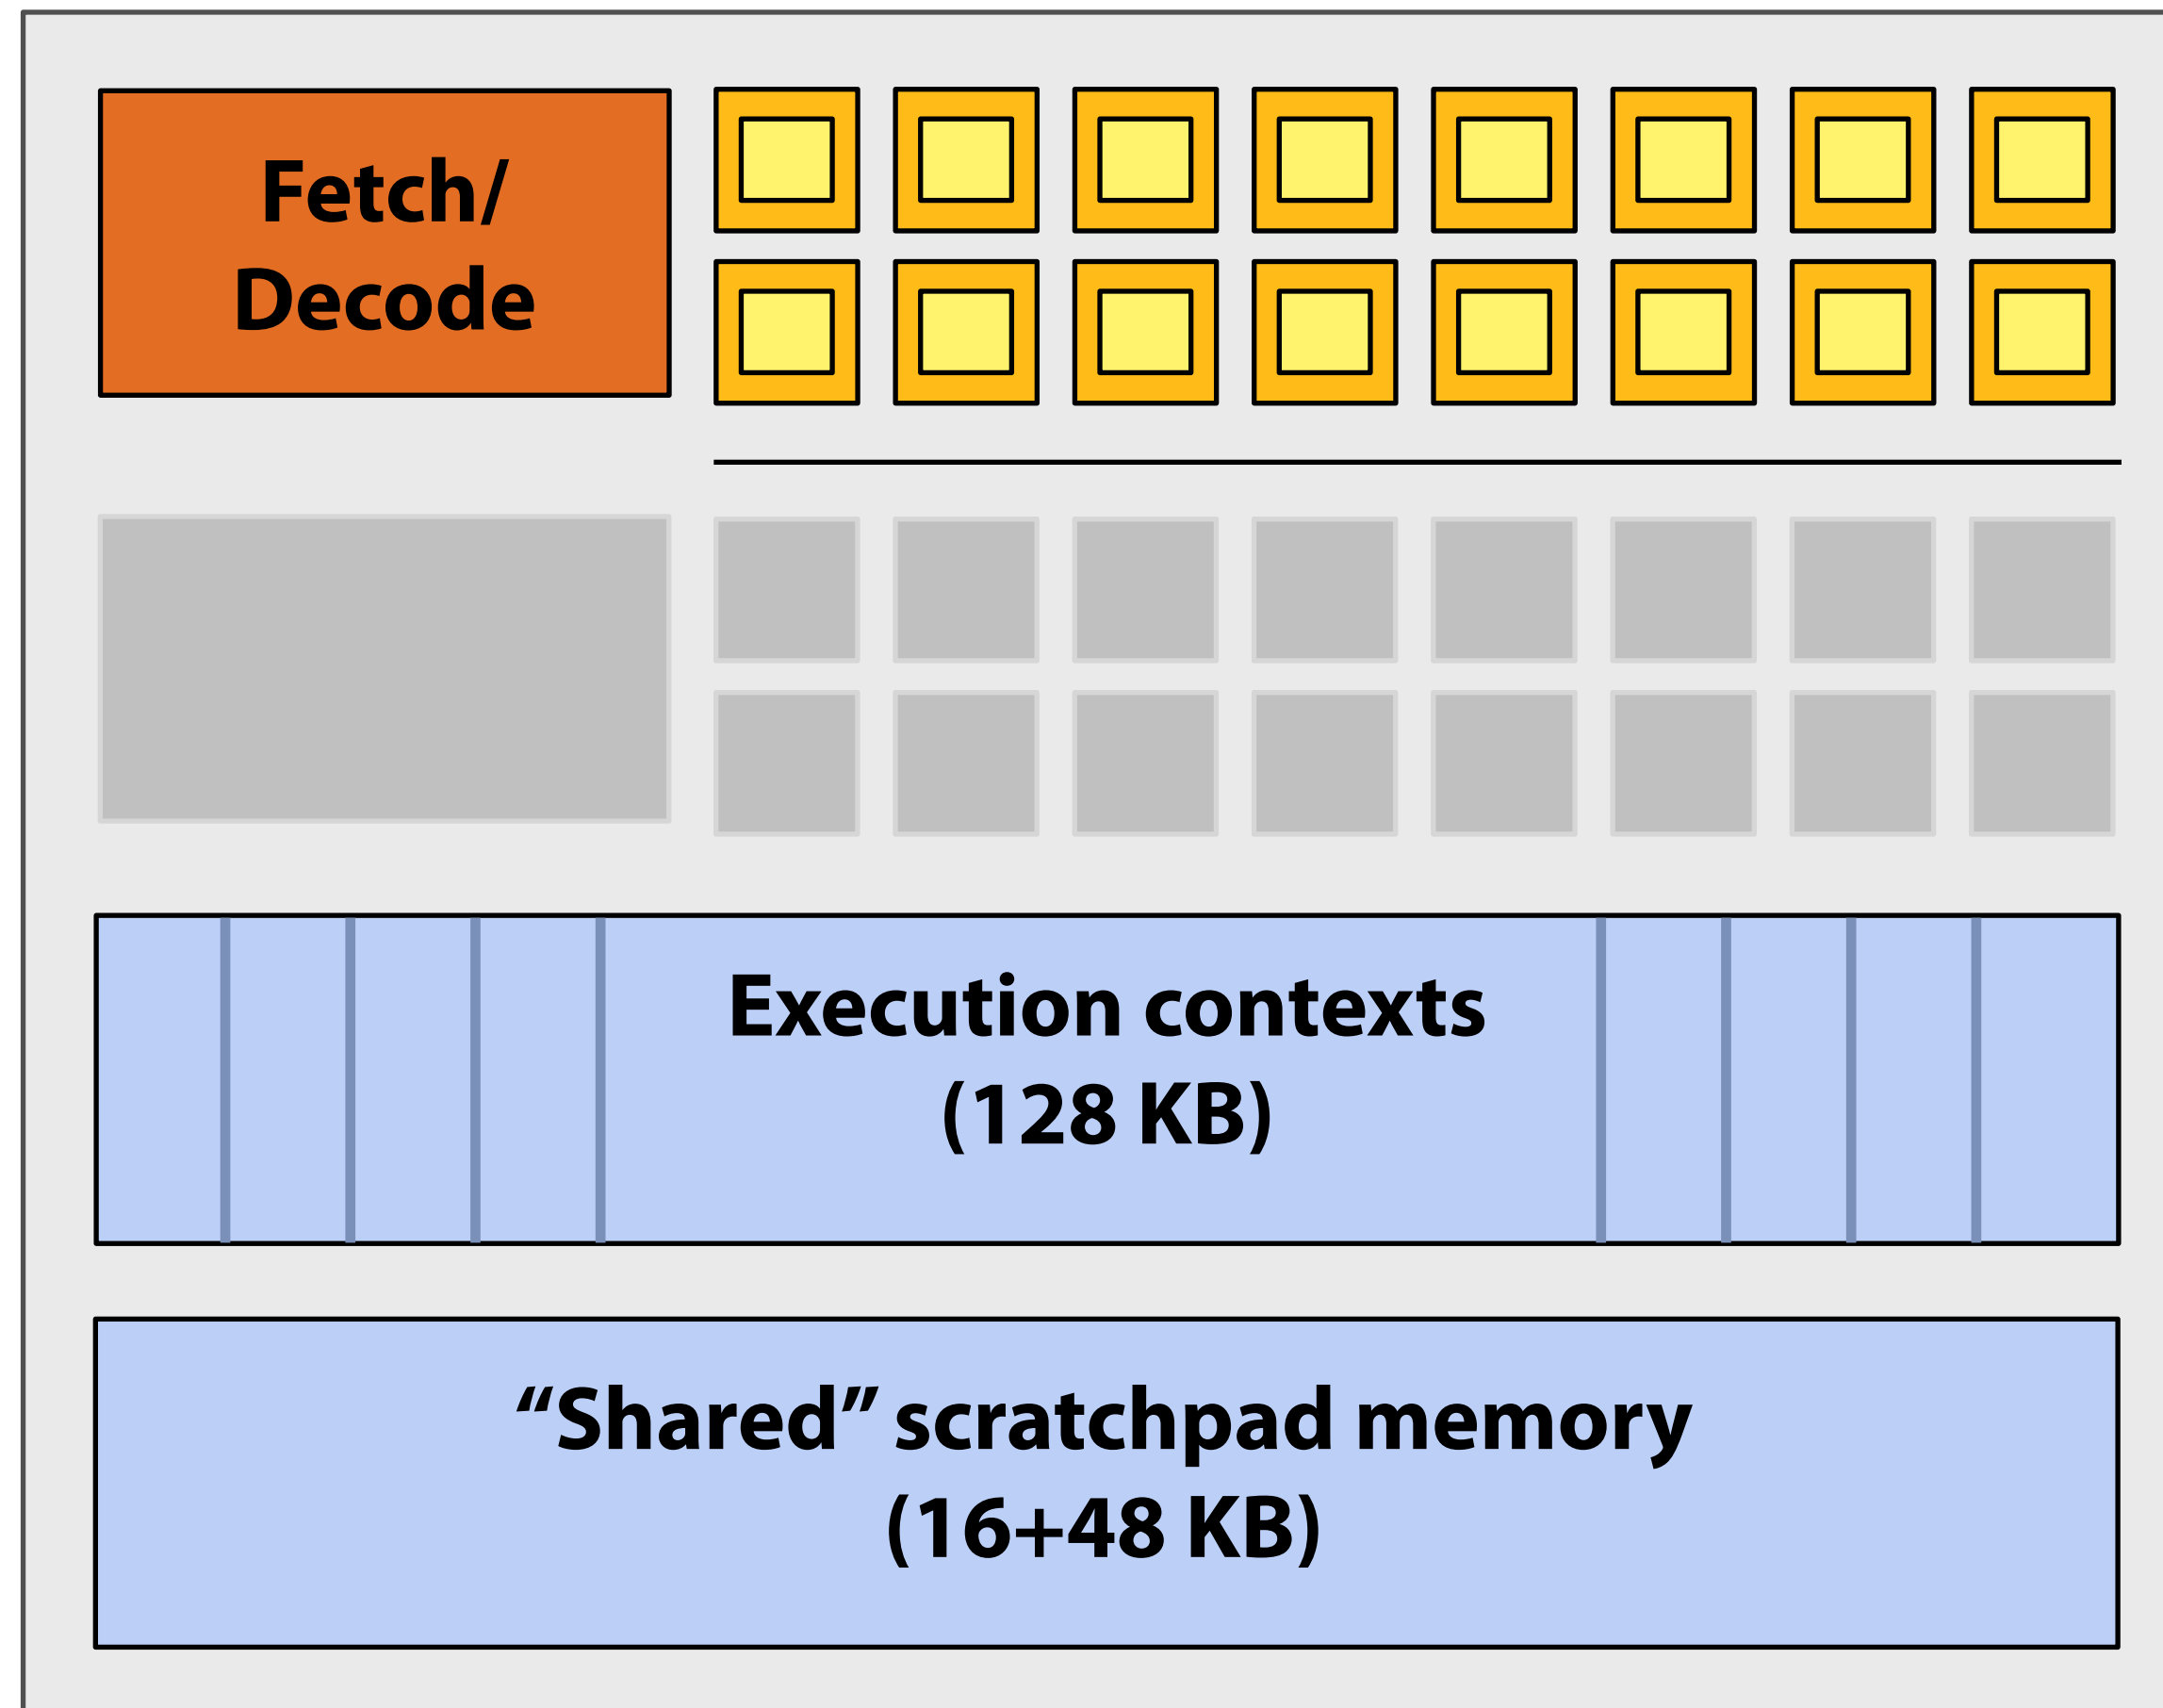 Fetch/
Decode
Execution contexts
(128 KB)
“Shared” scratchpad memory
(16+48 KB)